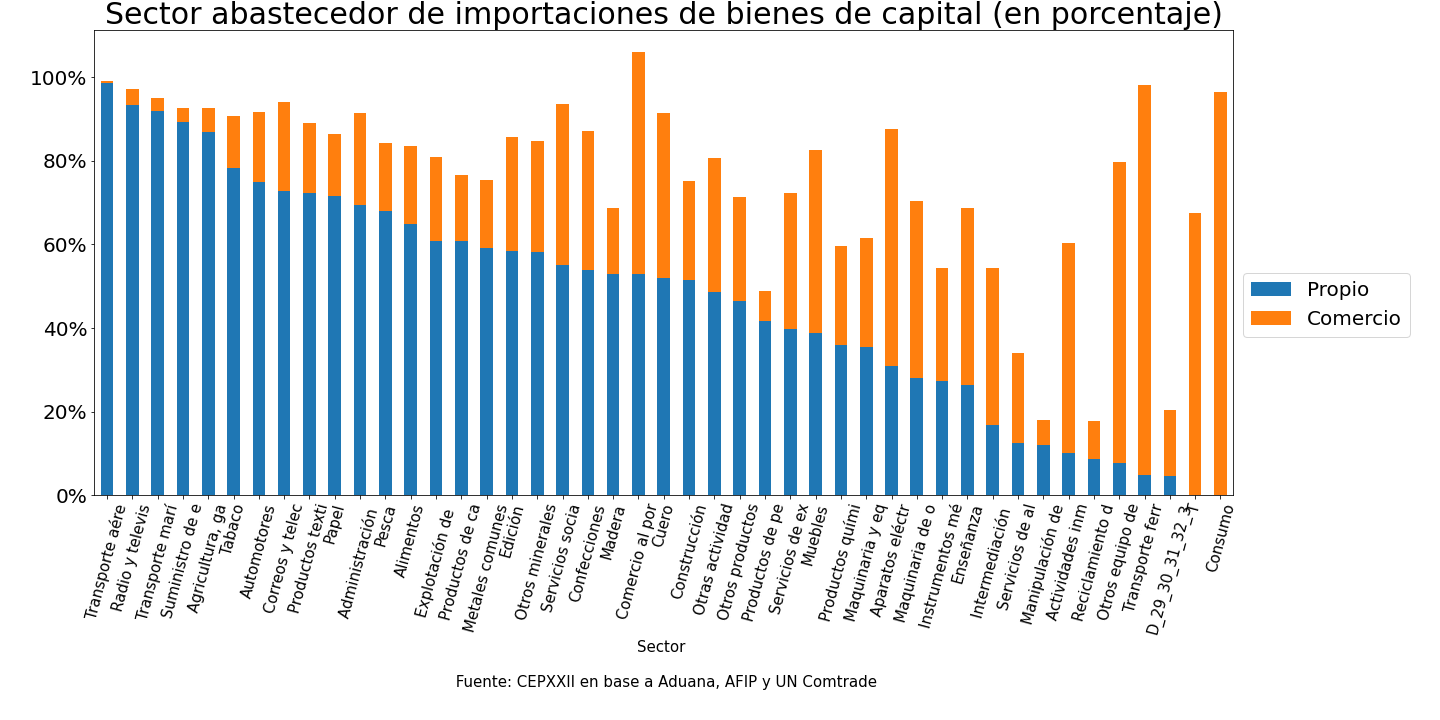 Sector abastecedor de importaciones de bienes de capital (en porcentaje)
100%
80%
60%
40%
20%
0%
Propio
Comercio
Transporte aére
Radio y televis
Transporte marí
Suministro de e
Agricultura, ga
Tabaco
Automotores
Correos y telec
Productos texti
Papel
Administración
Pesca
Alimentos
Explotación de
Productos de ca
Metales comunes
Edición
Otros minerales
Servicios socia
Confecciones
Madera
Comercio al por
Cuero
Construcción
Otras actividad
Otros productos
Productos de pe
Servicios de ex
Muebles
Productos quími
Maquinaria y eq
Aparatos eléctr
Maquinaria de o
Instrumentos mé
Enseñanza
Intermediación
Servicios de al
Manipulación de
Actividades inm
Reciclamiento d
Otros equipo de
Transporte ferr
D_29_30_31_32_3
T
Consumo
Sector
Fuente: CEPXXII en base a Aduana, AFIP y UN Comtrade